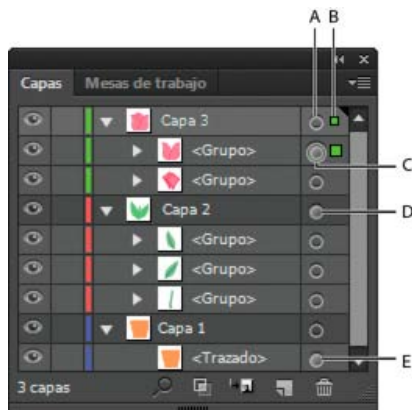 A B
Capas Mesas de trabajo
Capa 3
<Grupo>
C
<Grupo>
Capa 2
D
<Grupo>
<Grupo>
<Grupo>
Capa 1
<Trazado>
E
3 capas